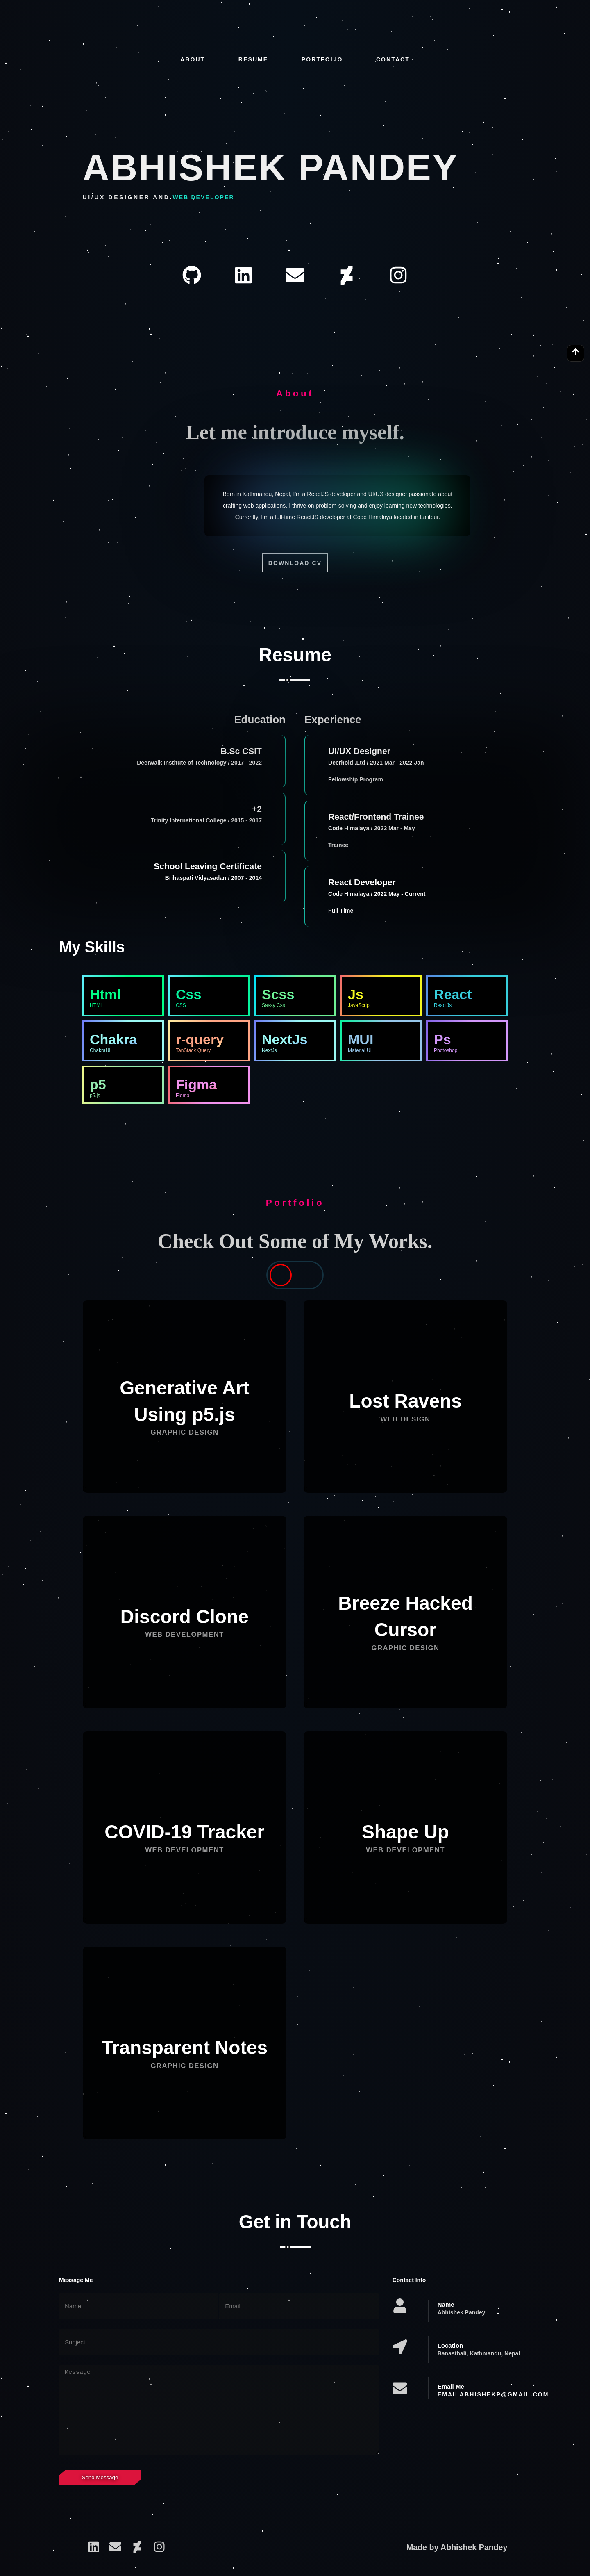 ABOUT RESUME PORTFOLIO CONTACT
ABHISHEK PANDEY
UI/UX DESIGNER AND WEB DEVELOPER
About
Let me introduce myself.
Born in Kathmandu, Nepal, I'm a ReactJS developer and UI/UX designer passionate about
crafting web applications. I thrive on problem-solving and enjoy learning new technologies.
Currently, I'm a full-time ReactJS developer at Code Himalaya located in Lalitpur.
DOWNLOAD CV
Resume
Education
B.Sc CSIT
Deerwalk Institute of Technology / 2017 - 2022
+2
Trinity International College / 2015 - 2017
School Leaving Certificate
Brihaspati Vidyasadan / 2007 - 2014
Experience
UI/UX Designer
Deerhold .Ltd / 2021 Mar - 2022 Jan
Fellowship Program
React/Frontend Trainee
Code Himalaya / 2022 Mar - May
Trainee
React Developer
Code Himalaya / 2022 May - Current
Full Time
My Skills
Html
HTML
Css
CSS
Scss
Sassy Css
Js
JavaScript
React
ReactJs
Chakra
ChakraUI
r-query
TanStack Query
NextJs
NextJs
MUI
Material UI
Ps
Photoshop
p5
p5.js
Figma
Figma
Portfolio
Check Out Some of My Works.
Generative Art
Using p5.js
GRAPHIC DESIGN
Lost Ravens
WEB DESIGN
Discord Clone
WEB DEVELOPMENT
Breeze Hacked
Cursor
GRAPHIC DESIGN
COVID-19 Tracker
WEB DEVELOPMENT
Shape Up
WEB DEVELOPMENT
Transparent Notes
GRAPHIC DESIGN
Get in Touch
Message Me
Name
Email
Subject
Message
Send Message
Contact Info
Name
Abhishek Pandey
Location
Banasthali, Kathmandu, Nepal
Email Me
EMAILABHISHEKP@GMAIL.COM
Made by Abhishek Pandey